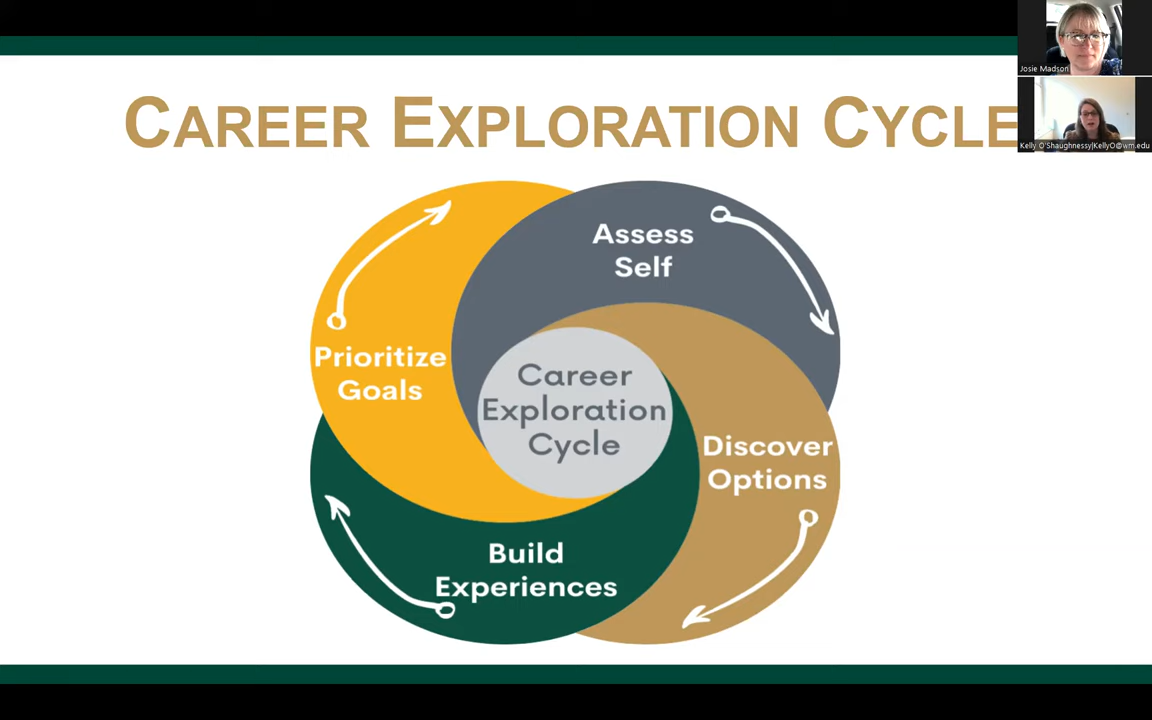 CAREER EXPLORATION CYCLE
Josie Madson
Kelly O'Shaughnessy(KellyO@wm.edu
Assess
Self
Prioritize
Goals
Career
Exploration
Cycle
Discover
Options
Build
Experiences